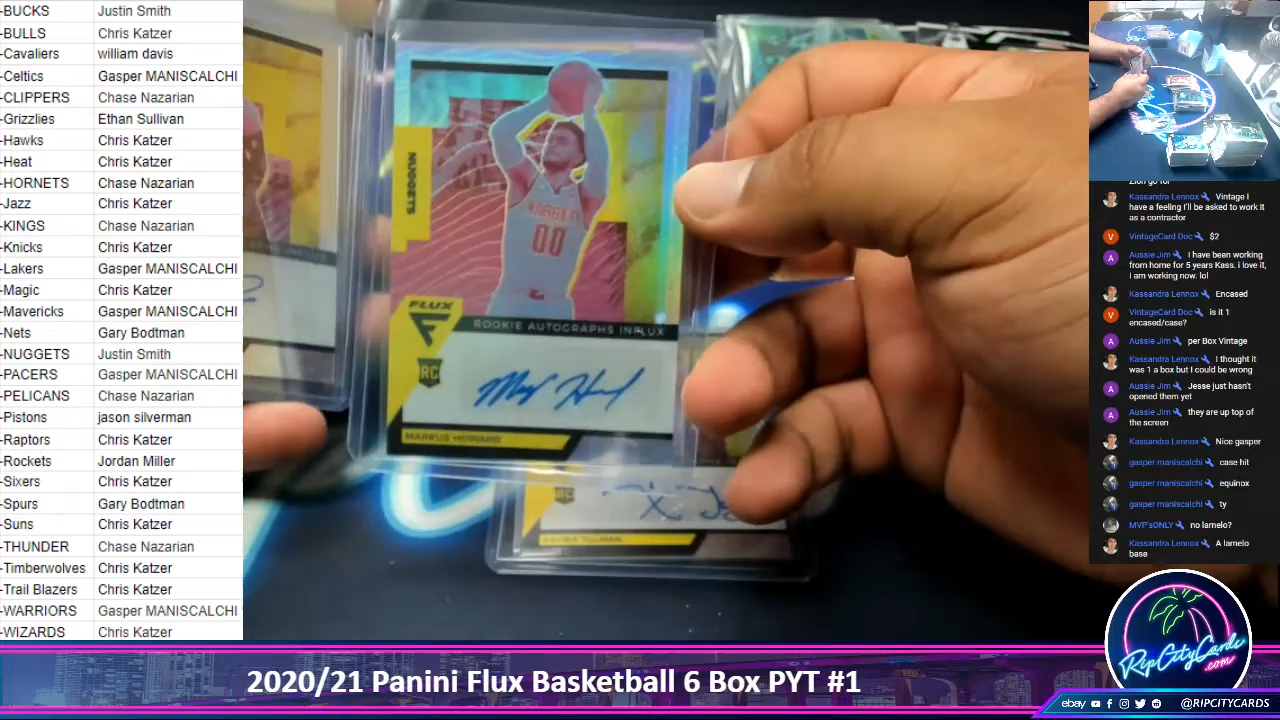 -BUCKS Justin Smith
-BULLS Chris Katzer
-Cavaliers william davis
-Celtics Gasper MANISCALCHI
-CLIPPERS Chase Nazarian
-Grizzlies Ethan Sullivan
-Hawks Chris Katzer
-Heat Chris Katzer
-HORNETS Chase Nazarian
-Jazz Chris Katzer
-KINGS Chase Nazarian
-Knicks Chris Katzer
-Lakers Gasper MANISCALCHI
-Magic Chris Katzer
-Mavericks Gasper MANISCALCHI
-Nets Gary Bodtman
-NUGGETS Justin Smith
-PACERS Gasper MANISCALCHI
-PELICANS Chase Nazarian
-Pistons jason silverman
-Raptors Chris Katzer
-Rockets Jordan Miller
-Sixers Chris Katzer
-Spurs Gary Bodtman
-Suns Chris Katzer
-THUNDER Chase Nazarian
-Timberwolves Chris Katzer
-Trail Blazers Chris Katzer
-WARRIORS Gasper MANISCALCHI
-WIZARDS Chris Katzer
NUGGETS
NUGGETS
00
FLUX
F
ROOKIE AUTOGRAPHS INFLUX
RC
MARKUS HOWARD
RC
XAVIER TILLMAN
Zion go for
Kassandra Lennox Vintage I
have a feeling I'll be asked to work it
as a contractor
V VintageCard Doc $2
A Aussie Jim I have been working
from home for 5 years Kass. i love it, I
am working now. lol
Kassandra Lennox Encased
V VintageCard Doc is it 1
encased/case?
A Aussie Jim per Box Vintage
Kassandra Lennox I thought it
was 1 a box but I could be wrong
A Aussie Jim Jesse just hasn't
opened them yet
A Aussie Jim they are up top of
the screen
Kassandra Lennox Nice gasper
gasper maniscalchi case hit
gasper maniscalchi equinox
gasper maniscalchi ty
MVP'sONLY no lamelo?
Kassandra Lennox A lamelo
base
RipCityCards
.com
2020/21 Panini Flux Basketball 6 Box PYT #1
ebay @RIPCITYCARDS